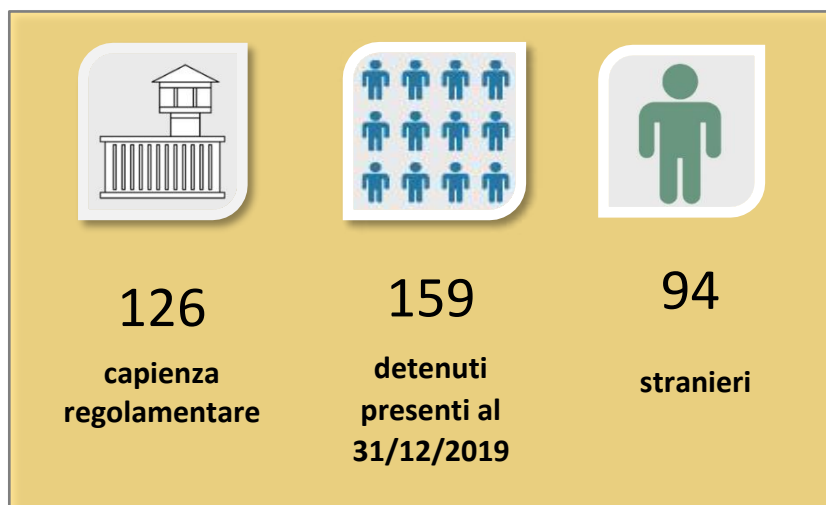 126
capienza
regolamentare
159
detenuti
presenti al
31/12/2019
94
stranieri